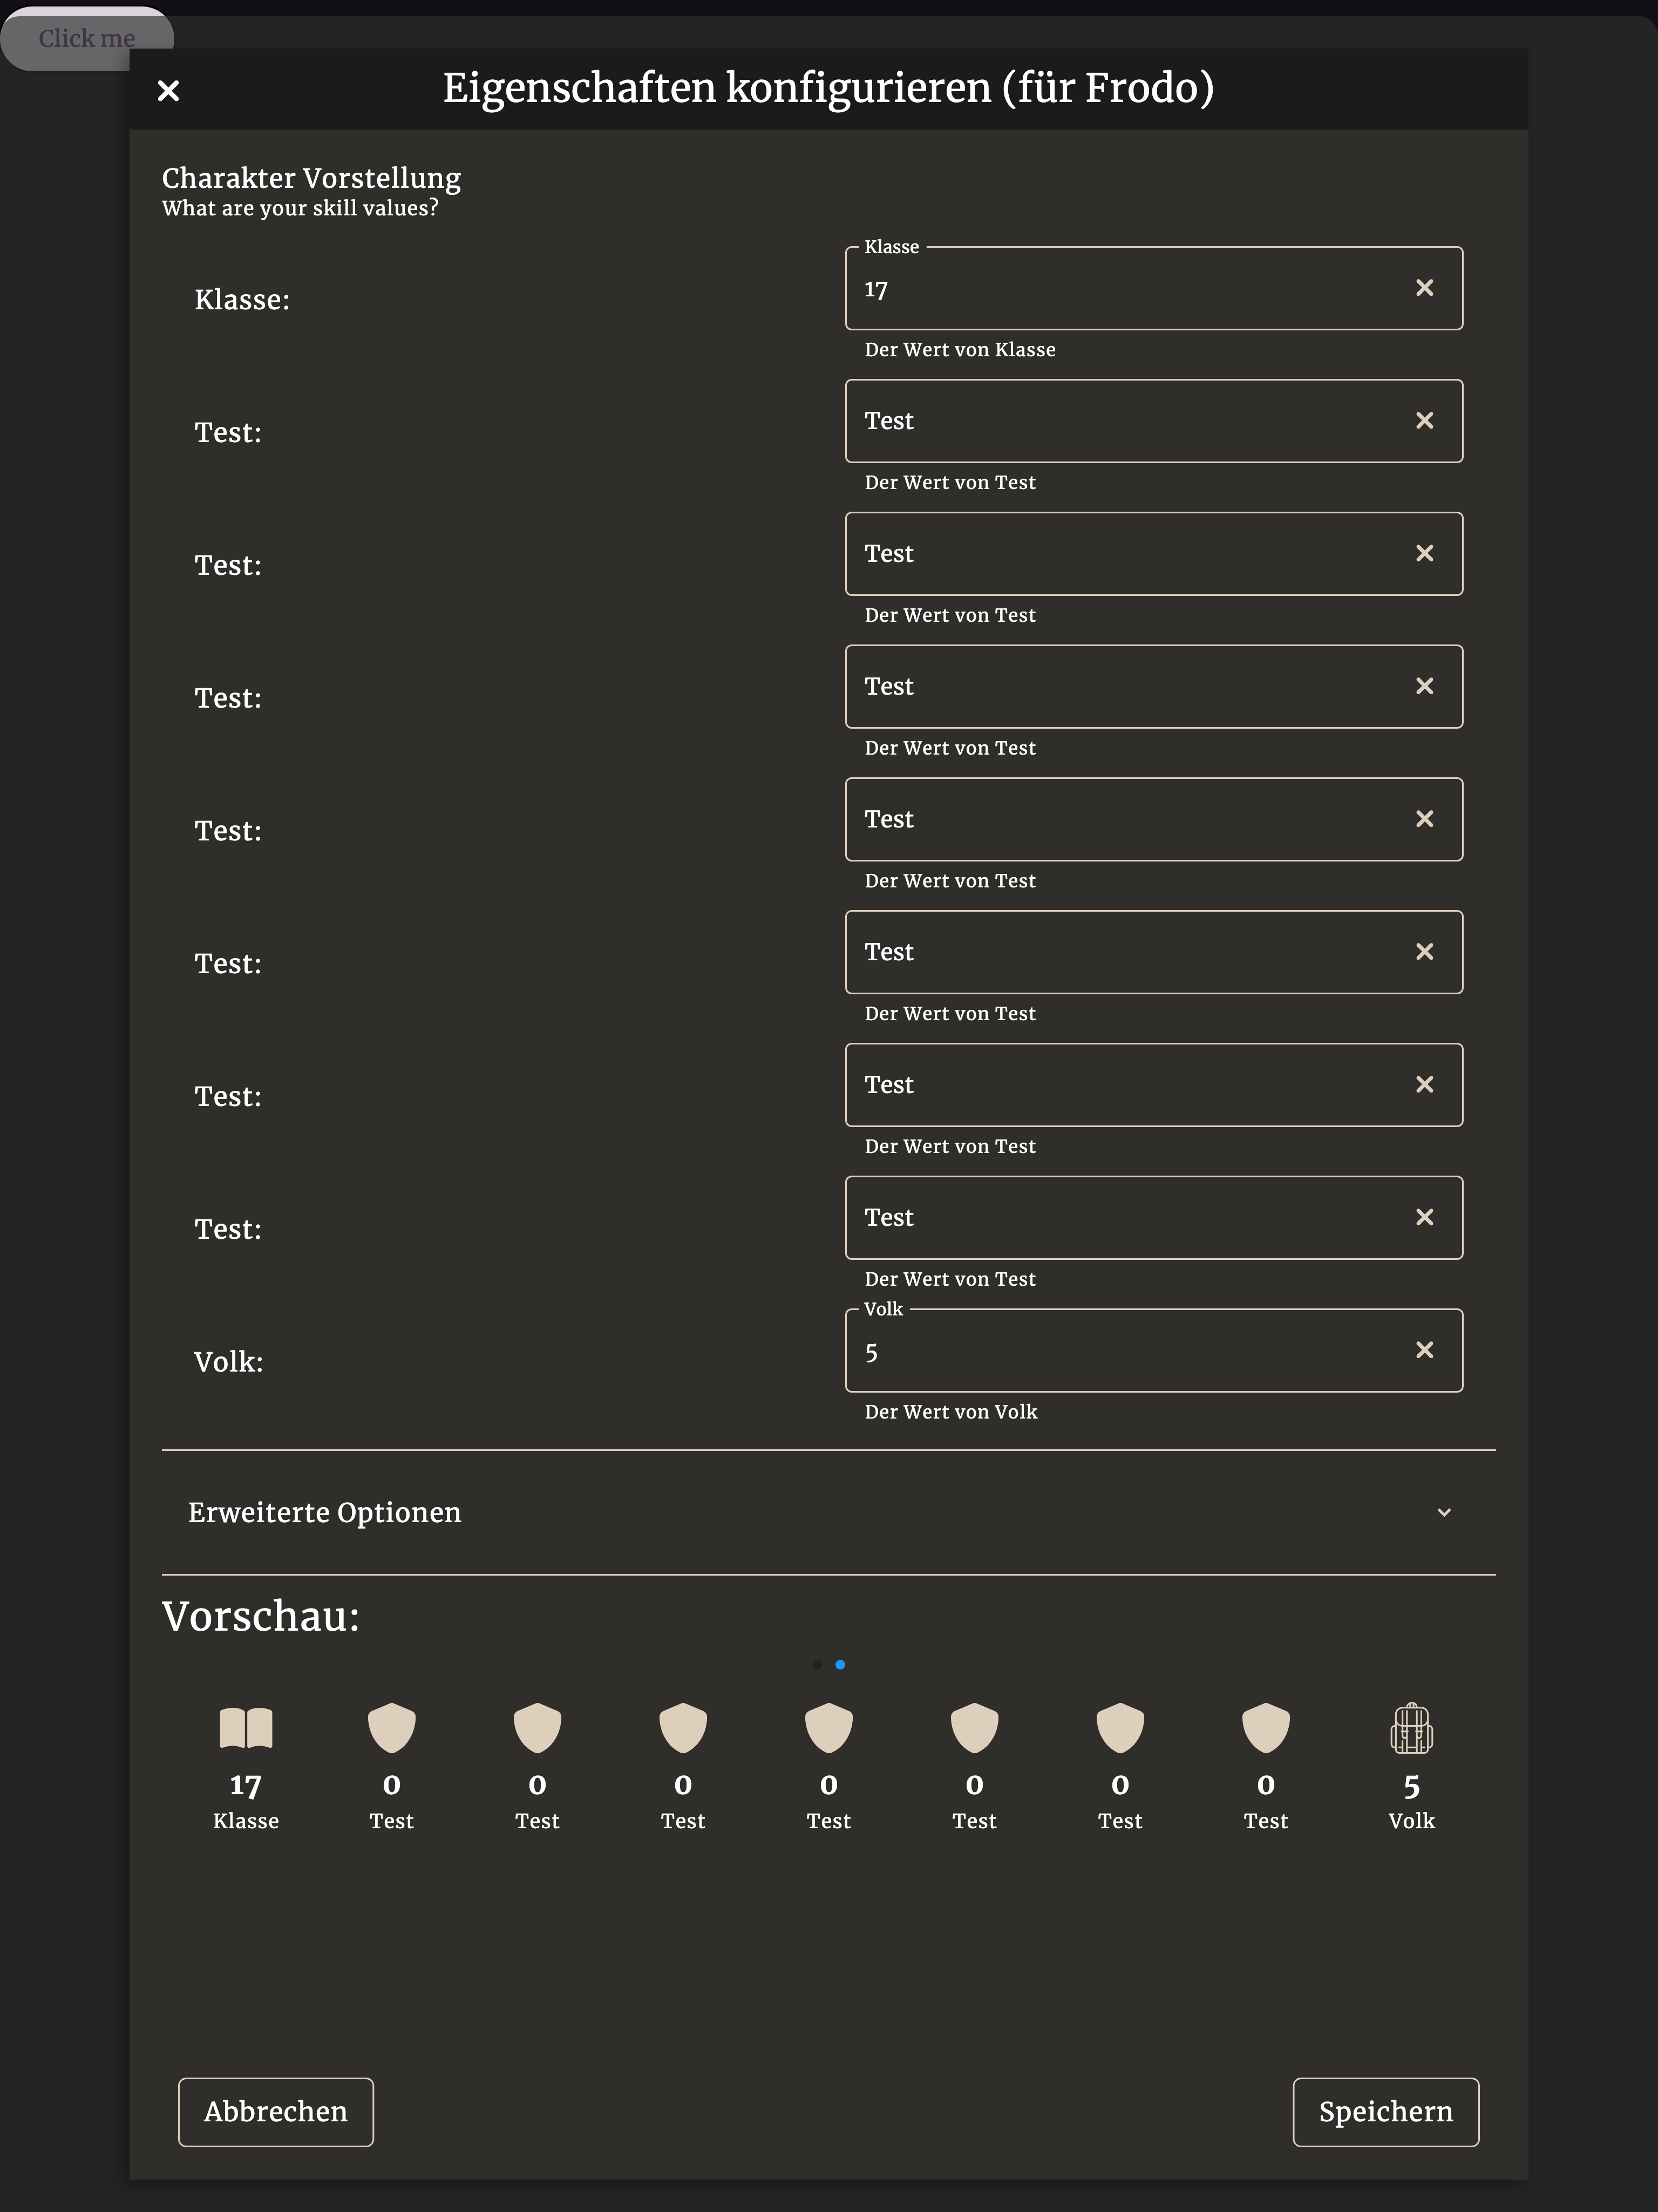 Click me
Eigenschaften konfigurieren (für Frodo)
Charakter Vorstellung
What are your skill values?
Klasse
Klasse:
17
Der Wert von Klasse
Test:
Test
Der Wert von Test
Test:
Test
Der Wert von Test
Test:
Test
Der Wert von Test
Test:
Test
Der Wert von Test
Test:
Test
Der Wert von Test
Test:
Test
Der Wert von Test
Test:
Test
Der Wert von Test
Volk
Volk:
5
Der Wert von Volk
Erweiterte Optionen
Vorschau:
17 0 0 0 0 0 0 0 5
Klasse Test Test Test Test Test Test Test Volk
Abbrechen Speichern